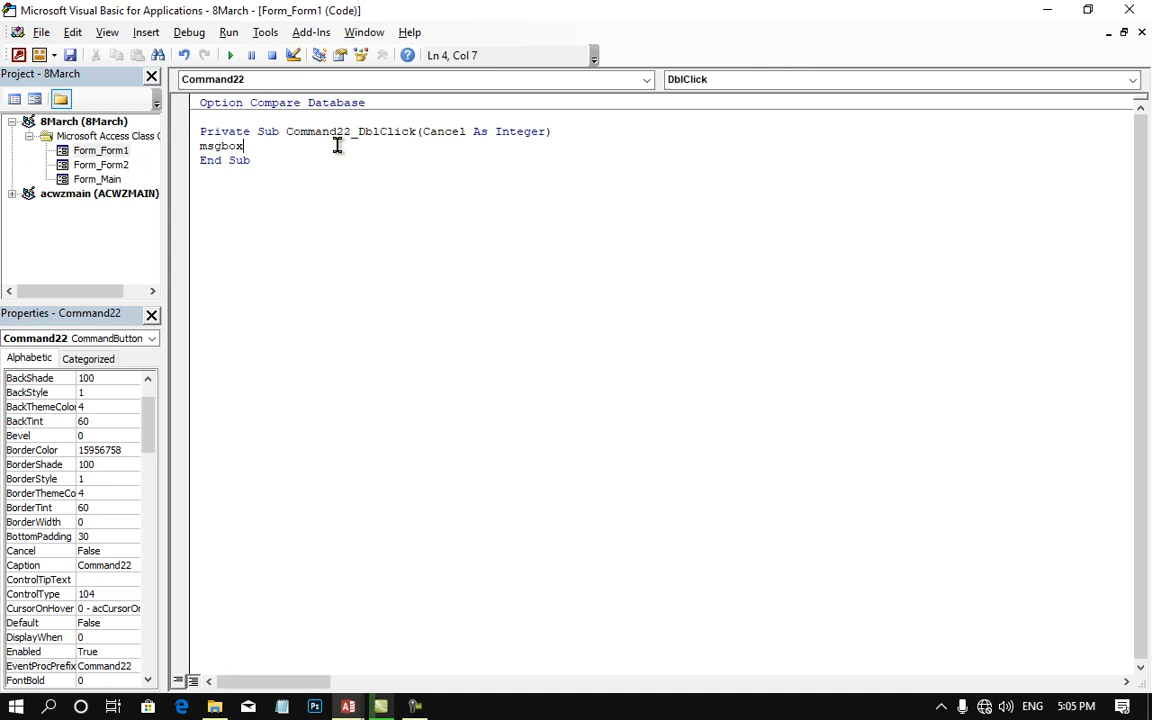 Microsoft Visual Basic for Applications - 8March - [Form_Form1 (Code)]
File Edit View Insert Debug Run Tools Add-Ins Window Help
Ln 4, Col 7
Project - 8March
Command22
DblClick
8March (8March)
Microsoft Access Class O
Form_Form1
Form_Form2
Form_Main
acwzmain (ACWZMAIN)
Option Compare Database
Private Sub Command22_DblClick(Cancel As Integer)
msgbox
End Sub
Properties - Command22
Command22 CommandButton
Alphabetic Categorized
BackShade 100
BackStyle 1
BackThemeColor 4
BackTint 60
Bevel 0
BorderColor 15956758
BorderShade 100
BorderStyle 1
BorderThemeCo 4
BorderTint 60
BorderWidth 0
BottomPadding 30
Cancel False
Caption Command22
ControlTipText
ControlType 104
CursorOnHover 0 - acCursorOn
Default False
DisplayWhen 0
Enabled True
EventProcPrefix Command22
FontBold 0
ENG 5:05 PM